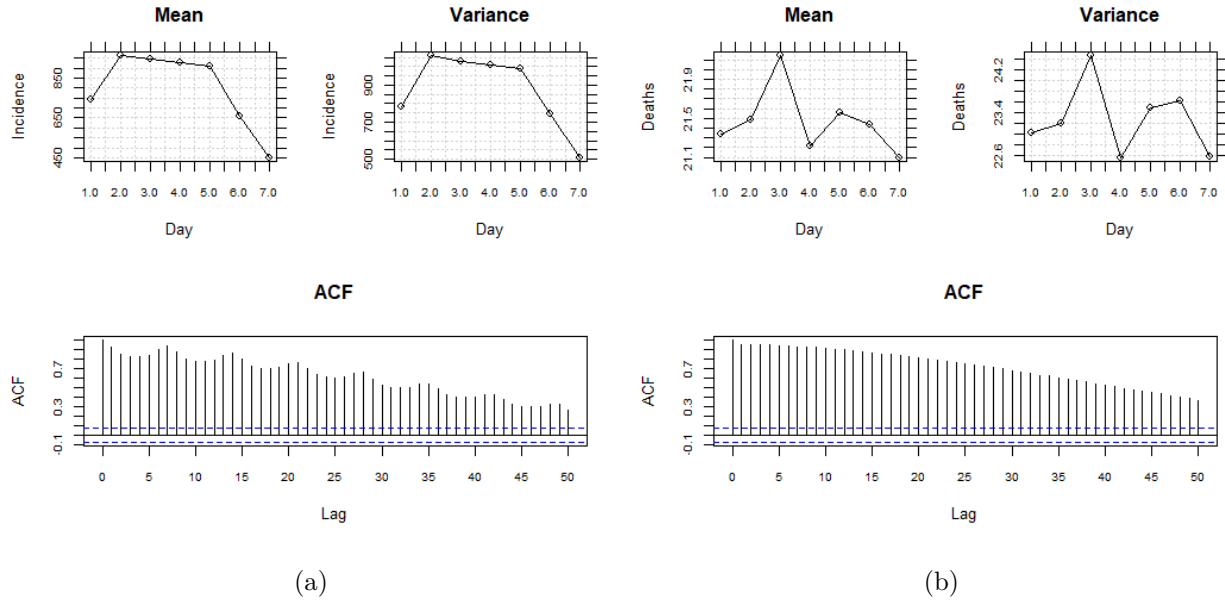 Mean
Incidence
450 650 850
1.0 2.0 3.0 4.0 5.0 6.0 7.0
Day
Variance
Incidence
500 700 900
1.0 2.0 3.0 4.0 5.0 6.0 7.0
Day
ACF
ACF
-0.1 0.3 0.7
0 5 10 15 20 25 30 35 40 45 50
Lag
(a)
Mean
Deaths
21.1 21.5 21.9
1.0 2.0 3.0 4.0 5.0 6.0 7.0
Day
Variance
Deaths
22.6 23.4 24.2
1.0 2.0 3.0 4.0 5.0 6.0 7.0
Day
ACF
ACF
-0.1 0.3 0.7
0 5 10 15 20 25 30 35 40 45 50
Lag
(b)